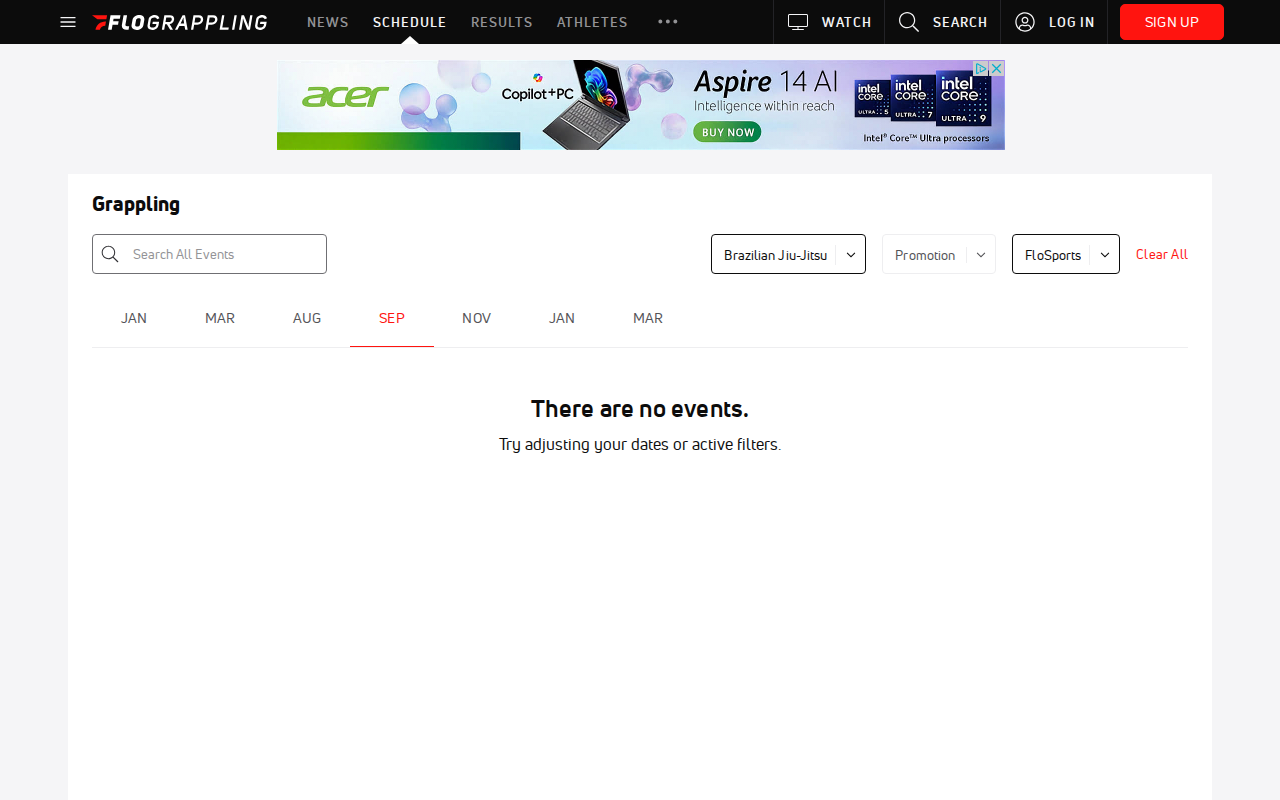 FLOGRAPPLING NEWS SCHEDULE RESULTS ATHLETES WATCH SEARCH LOG IN SIGN UP
acer Copilot+PC Aspire 14 AI
Intelligence within reach
BUY NOW
intel CORE ULTRA 5 intel CORE ULTRA 7 intel CORE ULTRA 9
Intel® Core™ Ultra processors
Grappling
Search All Events Brazilian Jiu-Jitsu Promotion FloSports Clear All
JAN MAR AUG SEP NOV JAN MAR
There are no events.
Try adjusting your dates or active filters.